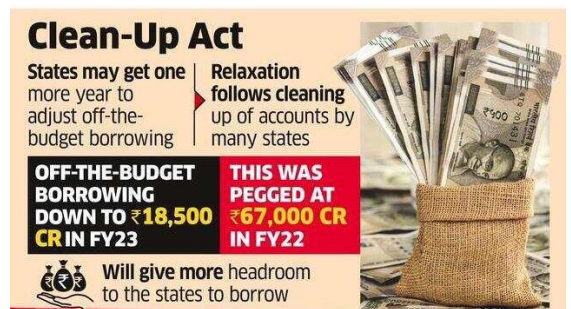 Clean-Up Act
States may get one
more year to
adjust off-the-
budget borrowing
Relaxation
follows cleaning
up of accounts by
many states
OFF-THE-BUDGET
BORROWING
DOWN TO ₹18,500
CR IN FY23
THIS WAS
PEGGED AT
₹67,000 CR
IN FY22
Will give more headroom
to the states to borrow
₹ ₹ ₹
₹500